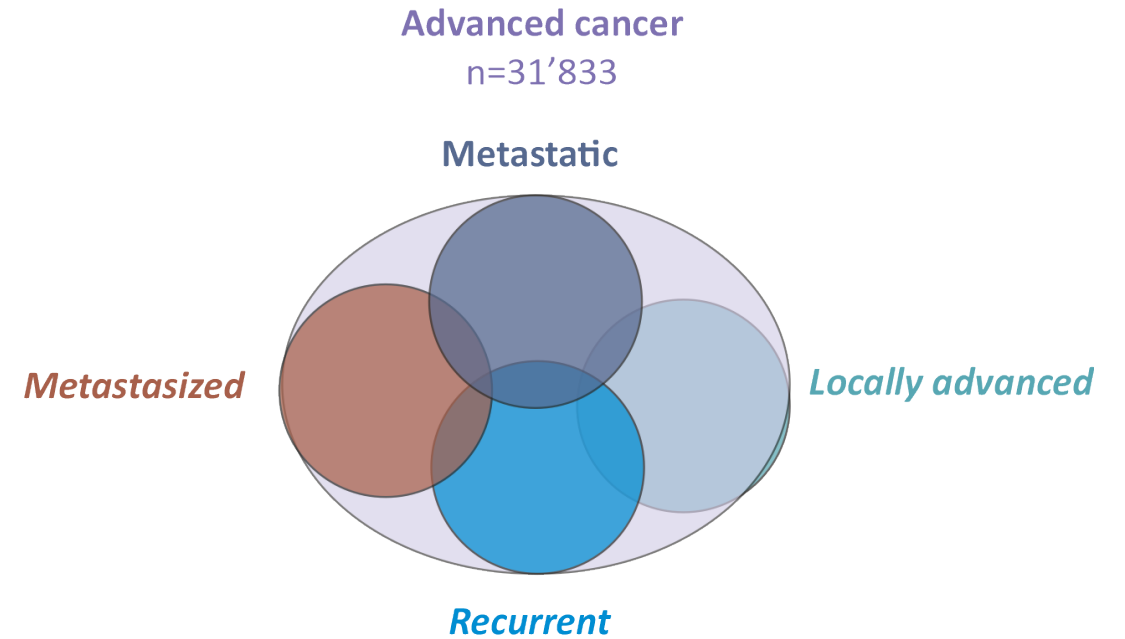 Advanced cancer
n=31’833
Metastatic
Metastasized
Locally advanced
Recurrent